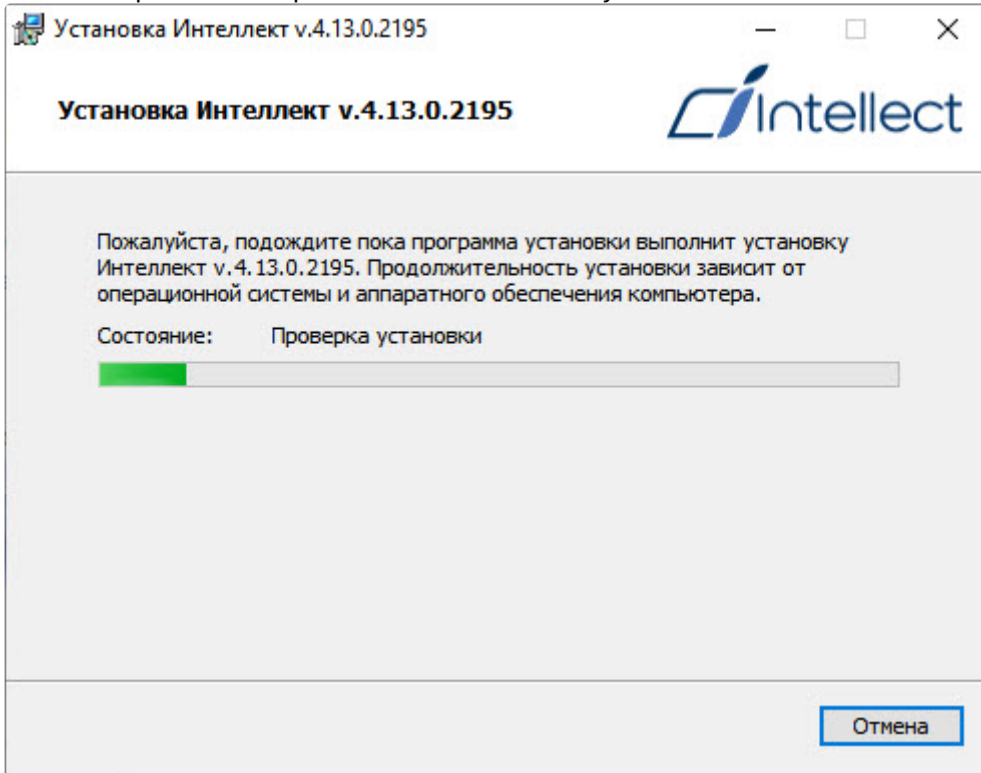 Установка Интеллект v.4.13.0.2195
Установка Интеллект v.4.13.0.2195
Intellect
Пожалуйста, подождите пока программа установки выполнит установку
Интеллект v.4.13.0.2195. Продолжительность установки зависит от
операционной системы и аппаратного обеспечения компьютера.
Состояние: Проверка установки
Отмена